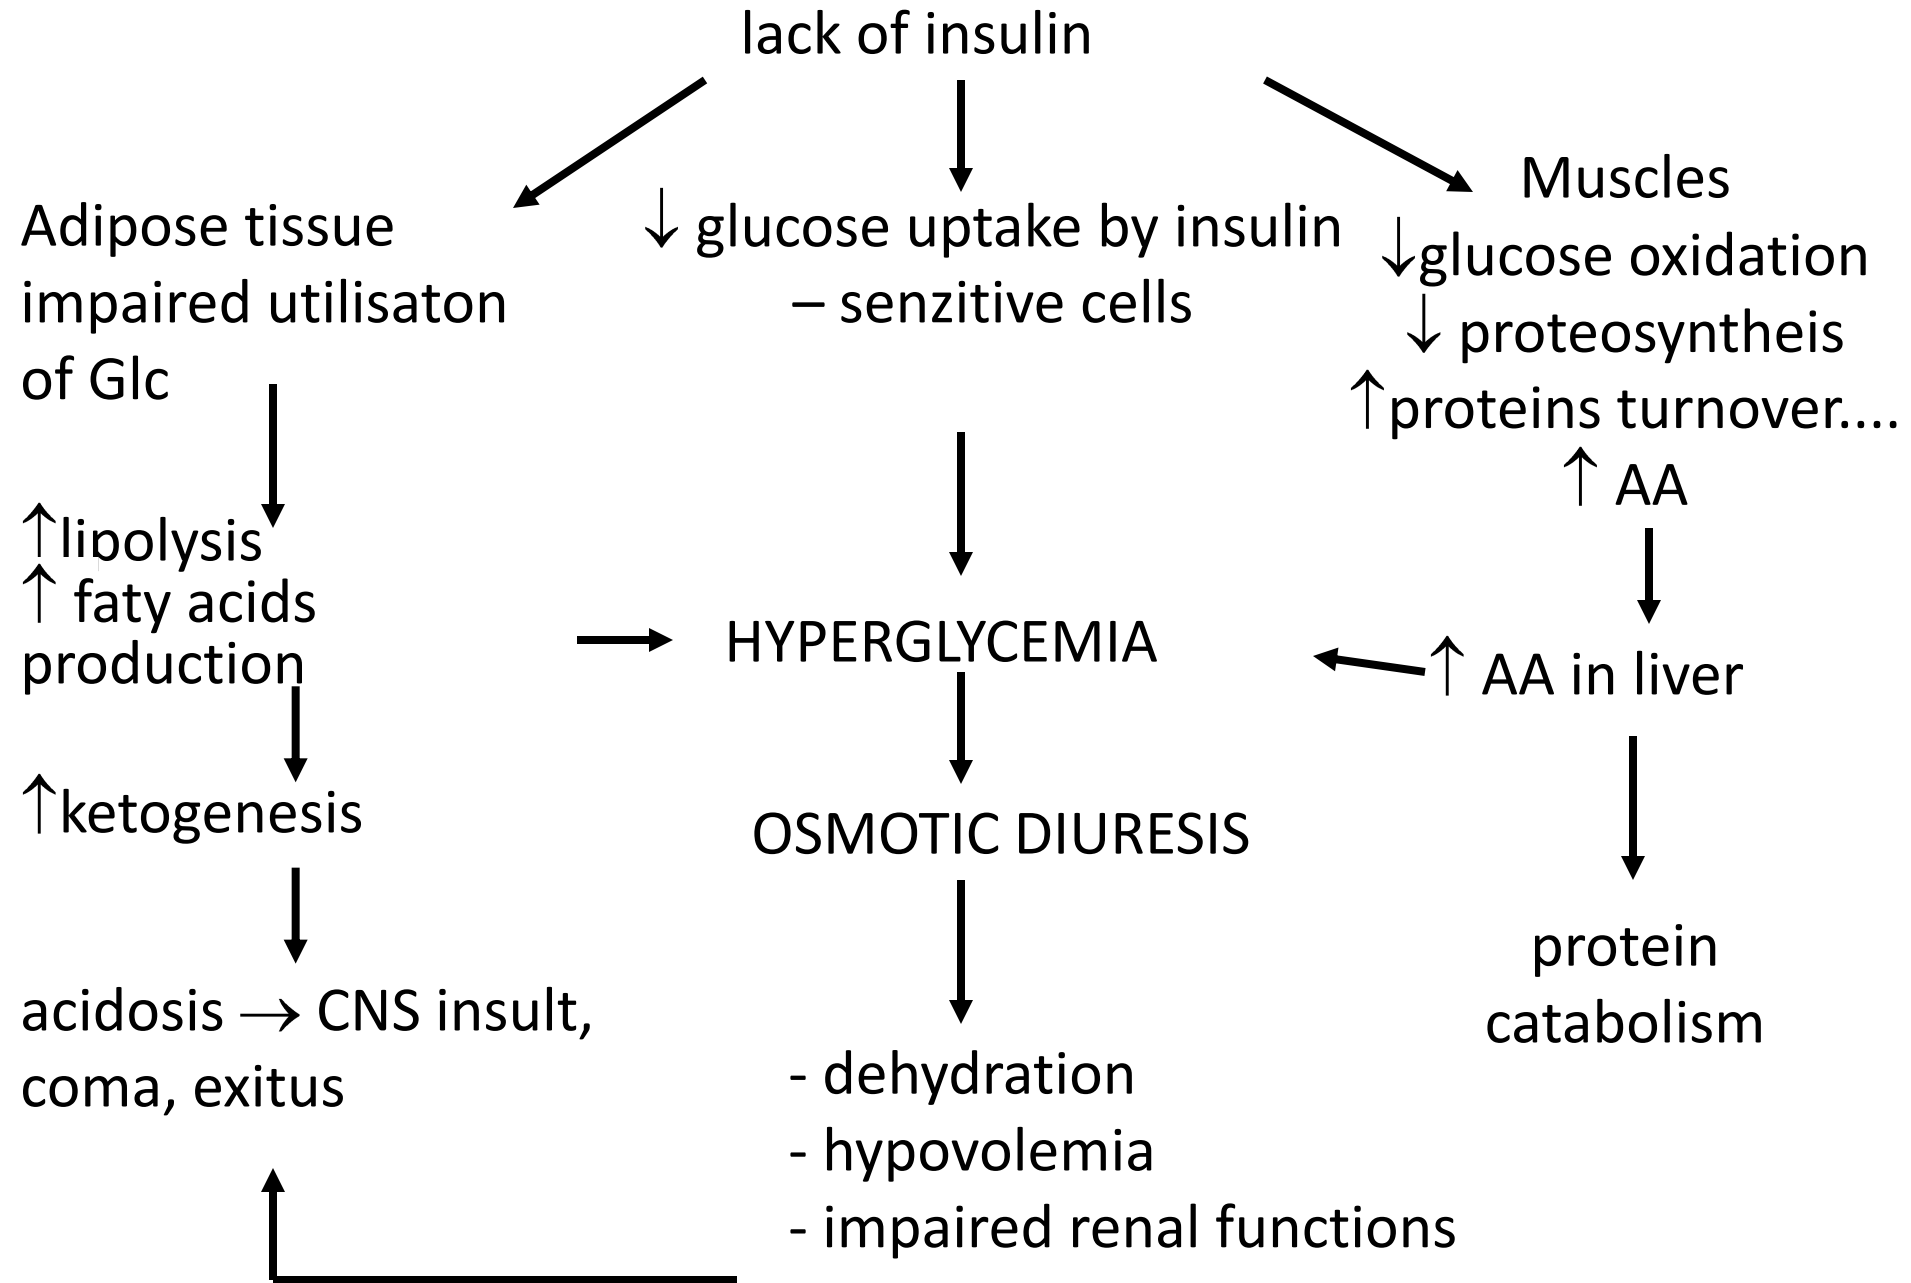 lack of insulin
Adipose tissue
impaired utilisaton
of Glc
↑lipolysis
↑ faty acids
production
↑ketogenesis
acidosis → CNS insult,
coma, exitus
↓ glucose uptake by insulin
– senzitive cells
HYPERGLYCEMIA
OSMOTIC DIURESIS
- dehydration
- hypovolemia
- impaired renal functions
Muscles
↓glucose oxidation
↓ proteosyntheis
↑proteins turnover....
↑ AA
↑ AA in liver
protein
catabolism